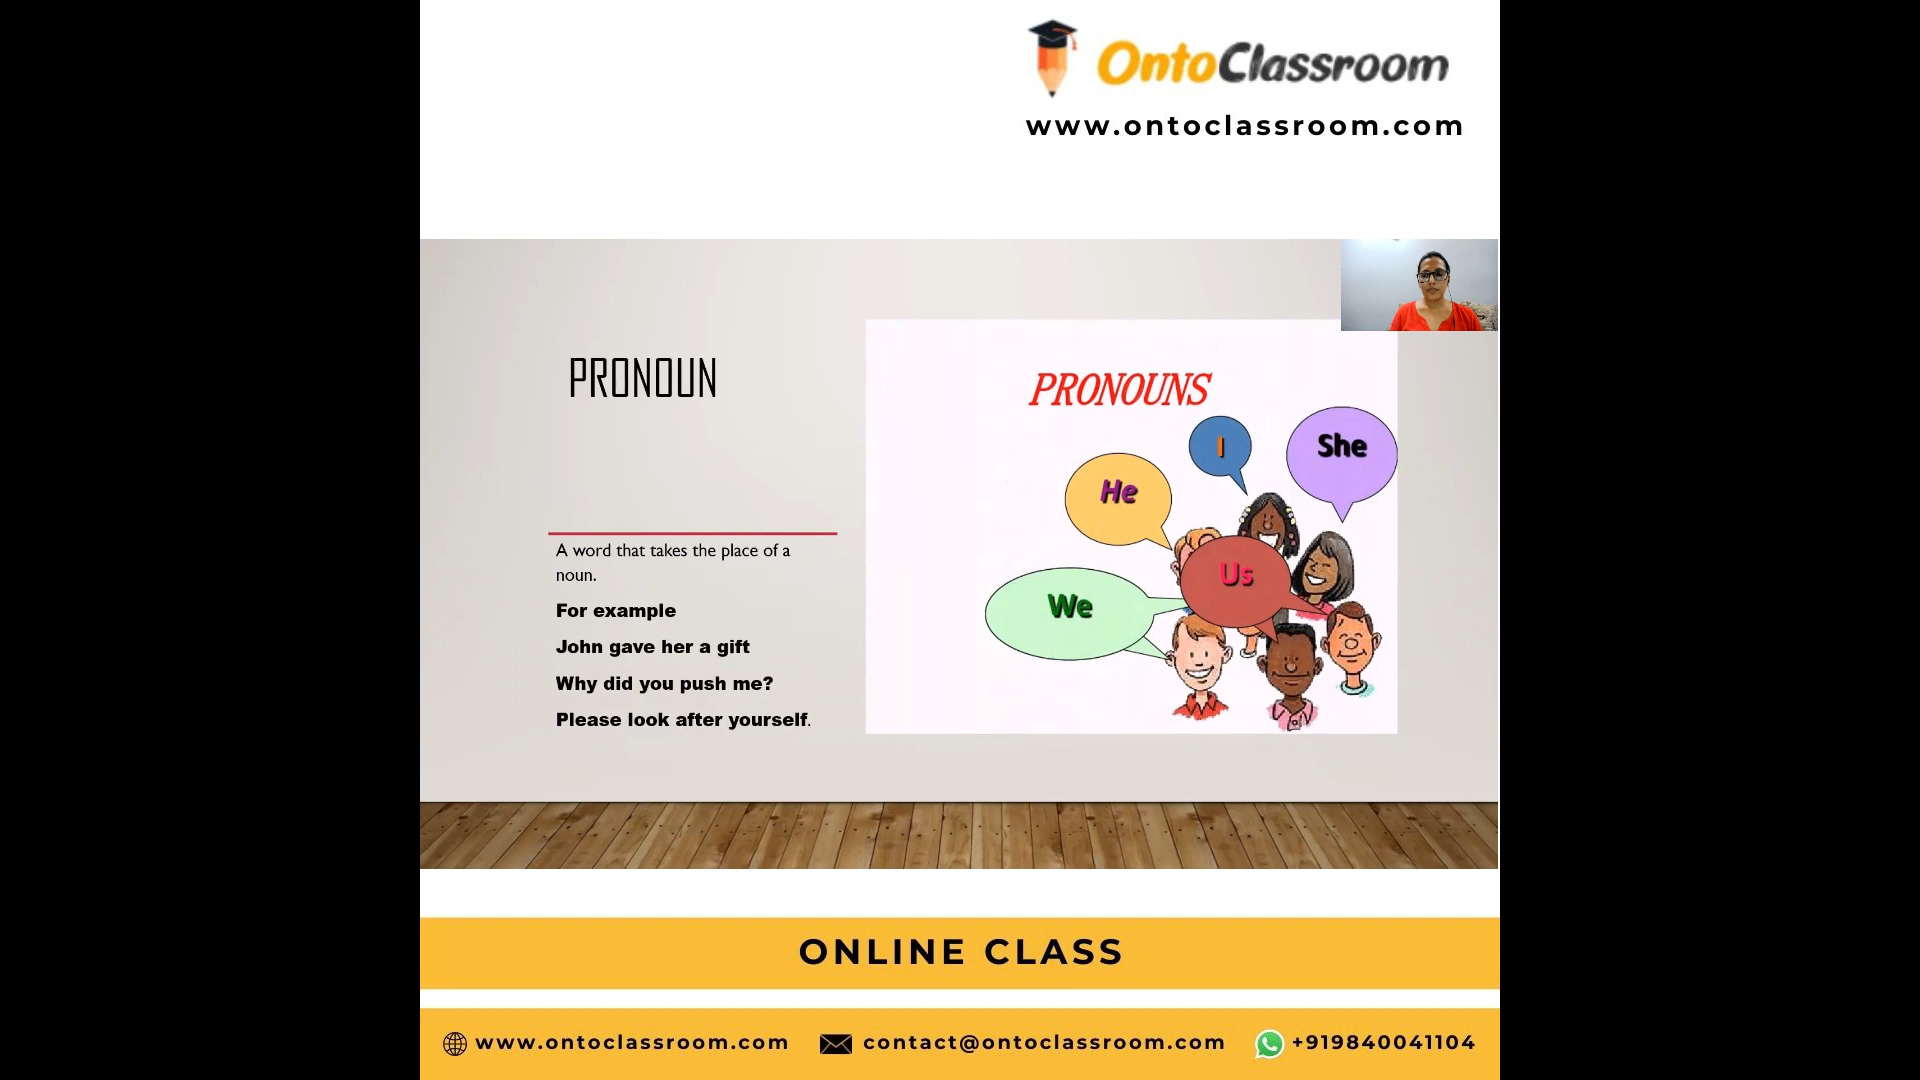 OntoClassroom
www.ontoclassroom.com
PRONOUN
A word that takes the place of a
noun.
For example
John gave her a gift
Why did you push me?
Please look after yourself.
PRONOUNS
I
She
He
Us
We
ONLINE CLASS
www.ontoclassroom.com
contact@ontoclassroom.com
+919840041104